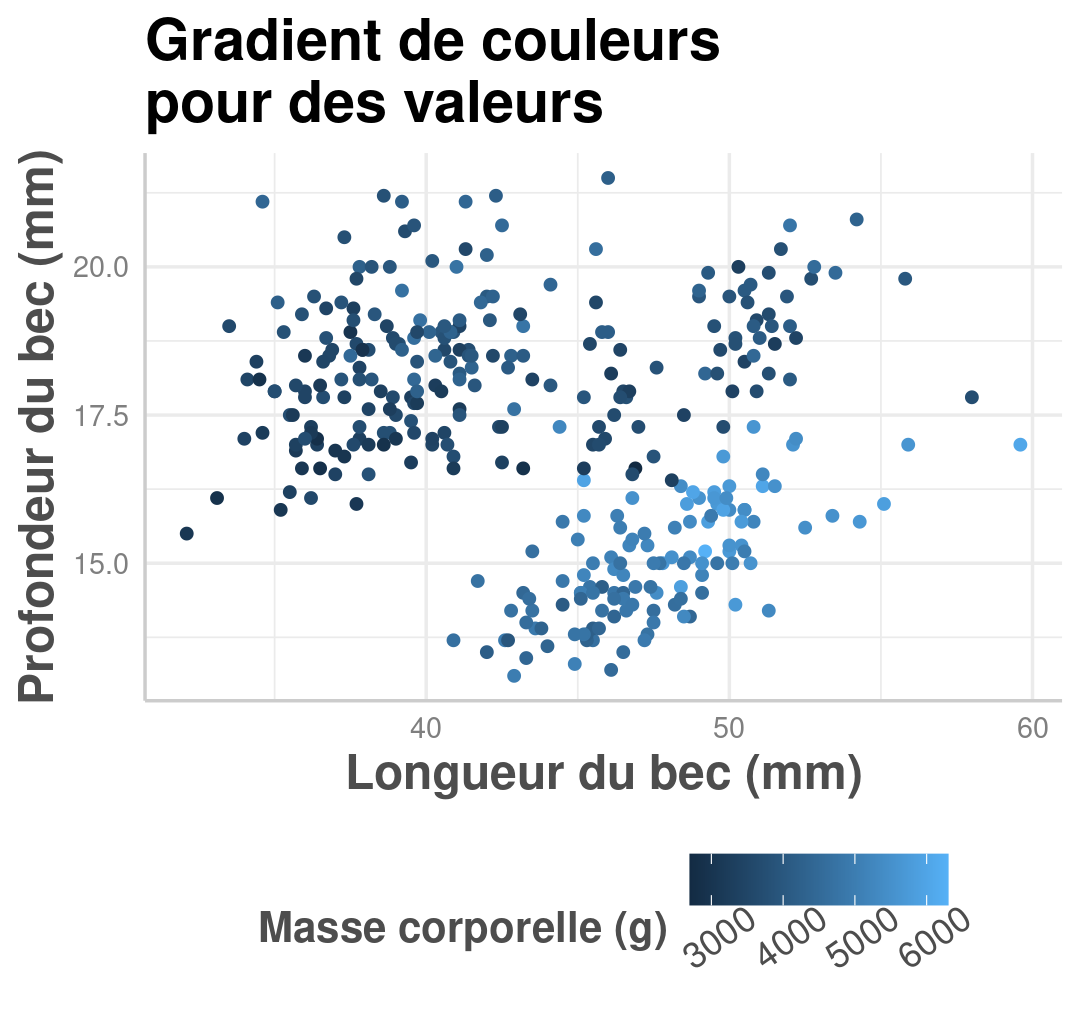 Gradient de couleurs
pour des valeurs
Profondeur du bec (mm)
20.0
17.5
15.0
40
50
60
Longueur du bec (mm)
Masse corporelle (g)
3000
4000
5000
6000